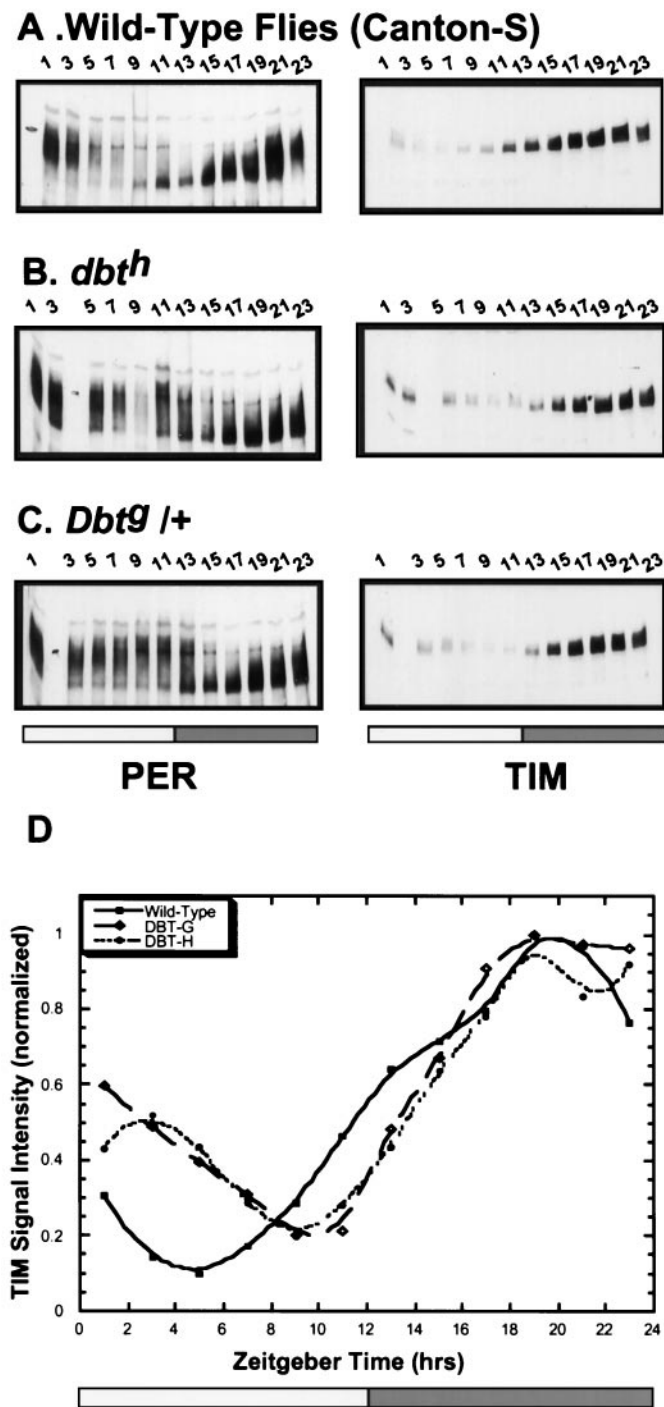 A .Wild-Type Flies (Canton-S)
1 3 5 7 9 11 13 15 17 19 21 23
1 3 5 7 9 11 13 15 17 19 21 23
B. dbtʰ
1 3 5 7 9 11 13 15 17 19 21 23
1 3 5 7 9 11 13 15 17 19 21 23
C. Dbtᵍ /+
1 3 5 7 9 11 13 15 17 19 21 23
1 3 5 7 9 11 13 15 17 19 21 23
PER
TIM
D
Wild-Type
DBT-G
DBT-H
TIM Signal Intensity (normalized)
1
0.8
0.6
0.4
0.2
0
0 2 4 6 8 10 12 14 16 18 20 22 24
Zeitgeber Time (hrs)